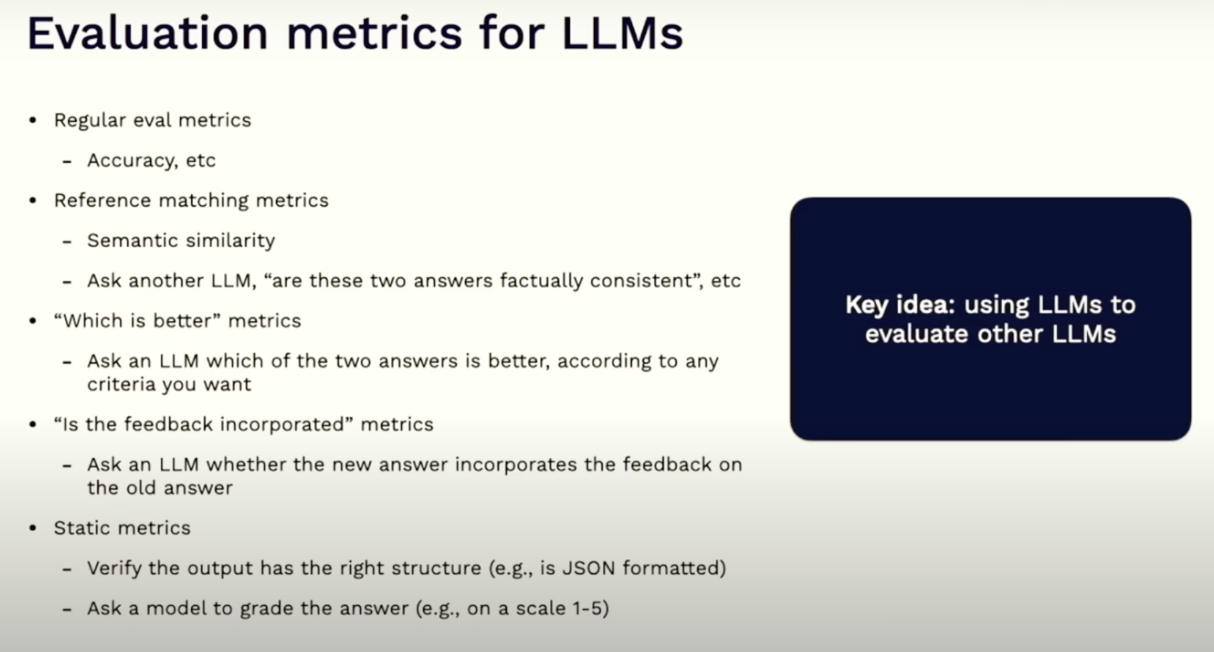 Evaluation metrics for LLMs
• Regular eval metrics
– Accuracy, etc
• Reference matching metrics
– Semantic similarity
– Ask another LLM, “are these two answers factually consistent”, etc
• “Which is better” metrics
– Ask an LLM which of the two answers is better, according to any
criteria you want
• “Is the feedback incorporated” metrics
– Ask an LLM whether the new answer incorporates the feedback on
the old answer
• Static metrics
– Verify the output has the right structure (e.g., is JSON formatted)
– Ask a model to grade the answer (e.g., on a scale 1-5)
Key idea: using LLMs to
evaluate other LLMs